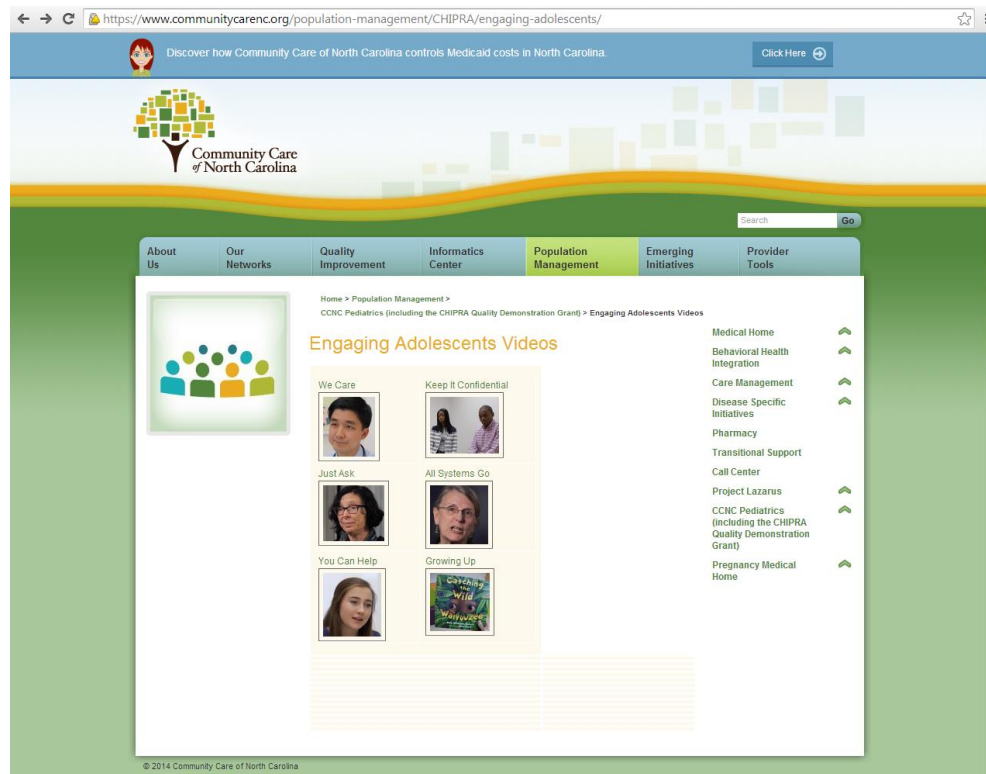 https://www.communitycarenc.org/population-management/CHIPRA/engaging-adolescents/
Discover how Community Care of North Carolina controls Medicaid costs in North Carolina.
Click Here
Community Care
of North Carolina
Search
Go
About
Us
Our
Networks
Quality
Improvement
Informatics
Center
Population
Management
Emerging
Initiatives
Provider
Tools
Home > Population Management >
CCNC Pediatrics (including the CHIPRA Quality Demonstration Grant) > Engaging Adolescents Videos
Engaging Adolescents Videos
We Care
Keep It Confidential
Just Ask
All Systems Go
You Can Help
Growing Up
Catching
the
Wild
Waiyuuzee
Medical Home
Behavioral Health
Integration
Care Management
Disease Specific
Initiatives
Pharmacy
Transitional Support
Call Center
Project Lazarus
CCNC Pediatrics
(including the CHIPRA
Quality Demonstration
Grant)
Pregnancy Medical
Home
© 2014 Community Care of North Carolina